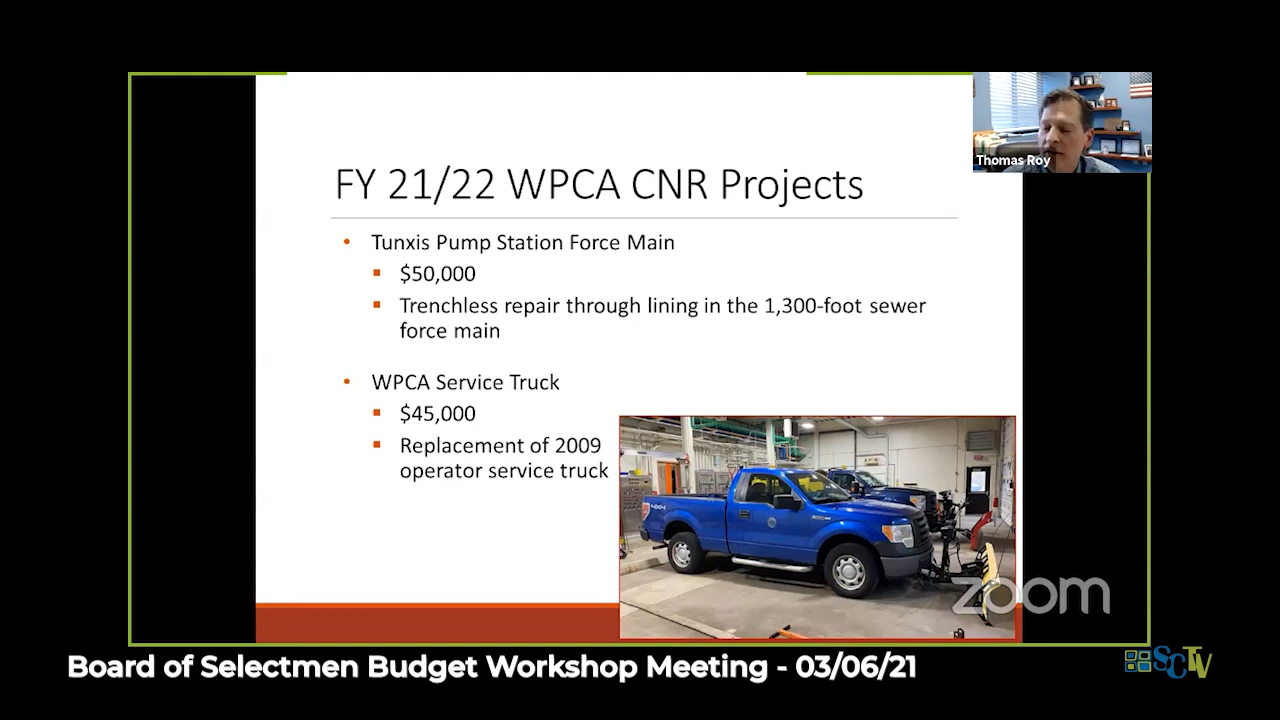 Thomas Roy
FY 21/22 WPCA CNR Projects
• Tunxis Pump Station Force Main
▪ $50,000
▪ Trenchless repair through lining in the 1,300-foot sewer
force main
• WPCA Service Truck
▪ $45,000
▪ Replacement of 2009
operator service truck
4X4
zoom
Board of Selectmen Budget Workshop Meeting - 03/06/21
SCTV